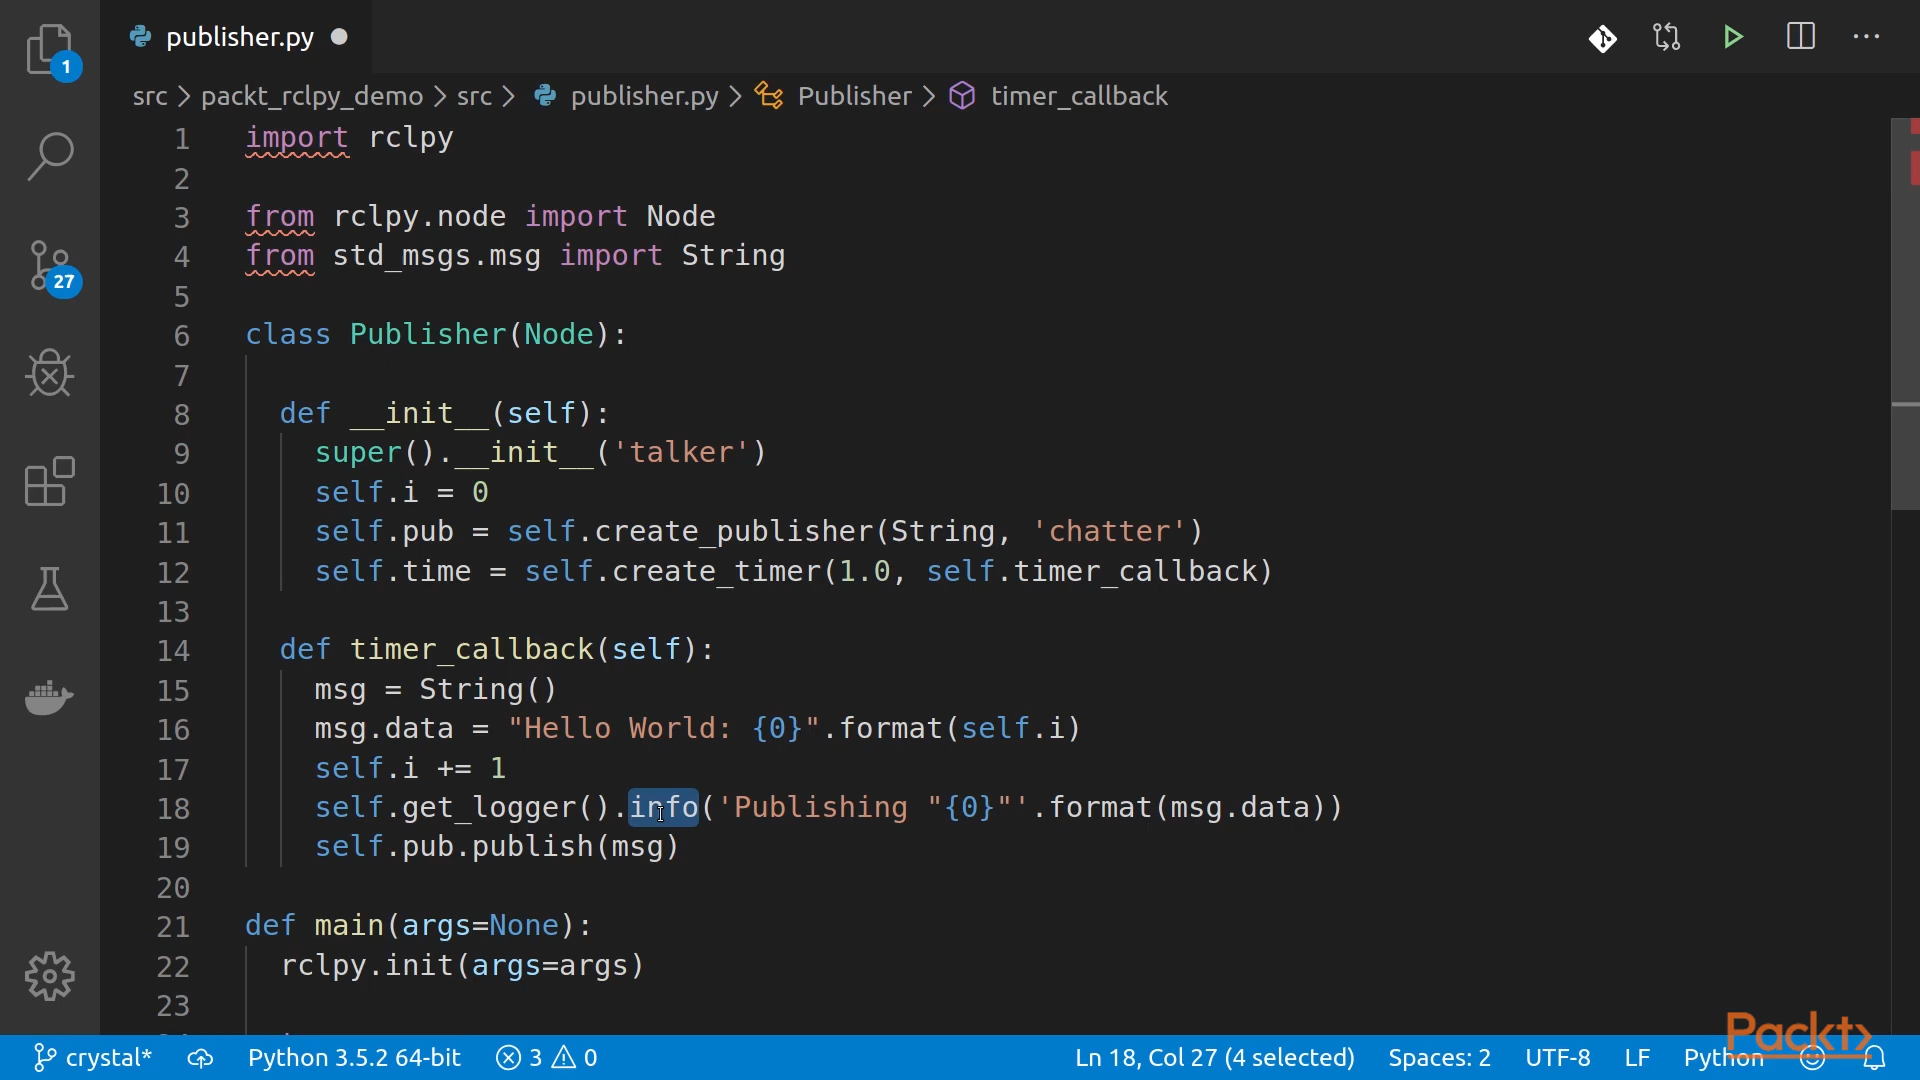 publisher.py
1
src > packt_rclpy_demo > src > publisher.py > Publisher > timer_callback
1 import rclpy
2
3 from rclpy.node import Node
4 from std_msgs.msg import String
5
6 class Publisher(Node):
7
8 def __init__(self):
9 super().__init__('talker')
10 self.i = 0
11 self.pub = self.create_publisher(String, 'chatter')
12 self.time = self.create_timer(1.0, self.timer_callback)
13
14 def timer_callback(self):
15 msg = String()
16 msg.data = "Hello World: {0}".format(self.i)
17 self.i += 1
18 self.get_logger().info('Publishing "{0}"'.format(msg.data))
19 self.pub.publish(msg)
20
21 def main(args=None):
22 rclpy.init(args=args)
23
27
Packt>
crystal* Python 3.5.2 64-bit 3 0 Ln 18, Col 27 (4 selected) Spaces: 2 UTF-8 LF Python